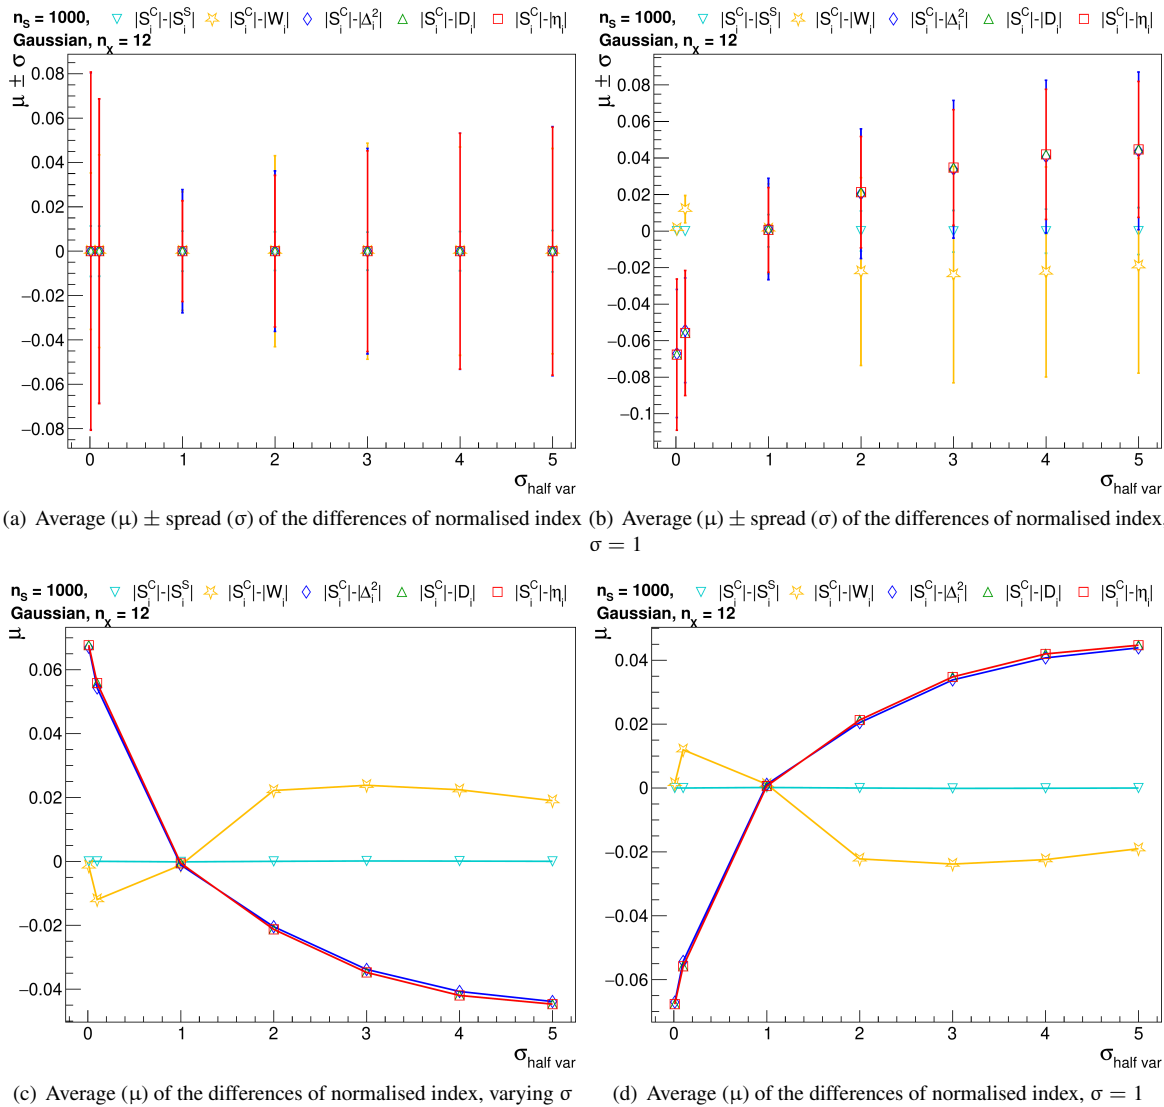 n_S = 1000, |S_i^C|-|S_i^S| |S_i^C|-|W_i| |S_i^C|-|Δ_i^2| |S_i^C|-|D_i| |S_i^C|-|η_i|
Gaussian, n_x = 12
μ ± σ
0.08
0.06
0.04
0.02
0
−0.02
−0.04
−0.06
−0.08
0 1 2 3 4 5
σ_half var
(a) Average (μ) ± spread (σ) of the differences of normalised index
n_S = 1000, |S_i^C|-|S_i^S| |S_i^C|-|W_i| |S_i^C|-|Δ_i^2| |S_i^C|-|D_i| |S_i^C|-|η_i|
Gaussian, n_x = 12
μ ± σ
0.08
0.06
0.04
0.02
0
−0.02
−0.04
−0.06
−0.08
−0.1
0 1 2 3 4 5
σ_half var
(b) Average (μ) ± spread (σ) of the differences of normalised index,
σ = 1
n_S = 1000, |S_i^C|-|S_i^S| |S_i^C|-|W_i| |S_i^C|-|Δ_i^2| |S_i^C|-|D_i| |S_i^C|-|η_i|
Gaussian, n_x = 12
μ
0.06
0.04
0.02
0
−0.02
−0.04
0 1 2 3 4 5
σ_half var
(c) Average (μ) of the differences of normalised index, varying σ
n_S = 1000, |S_i^C|-|S_i^S| |S_i^C|-|W_i| |S_i^C|-|Δ_i^2| |S_i^C|-|D_i| |S_i^C|-|η_i|
Gaussian, n_x = 12
μ
0.04
0.02
0
−0.02
−0.04
−0.06
0 1 2 3 4 5
σ_half var
(d) Average (μ) of the differences of normalised index, σ = 1